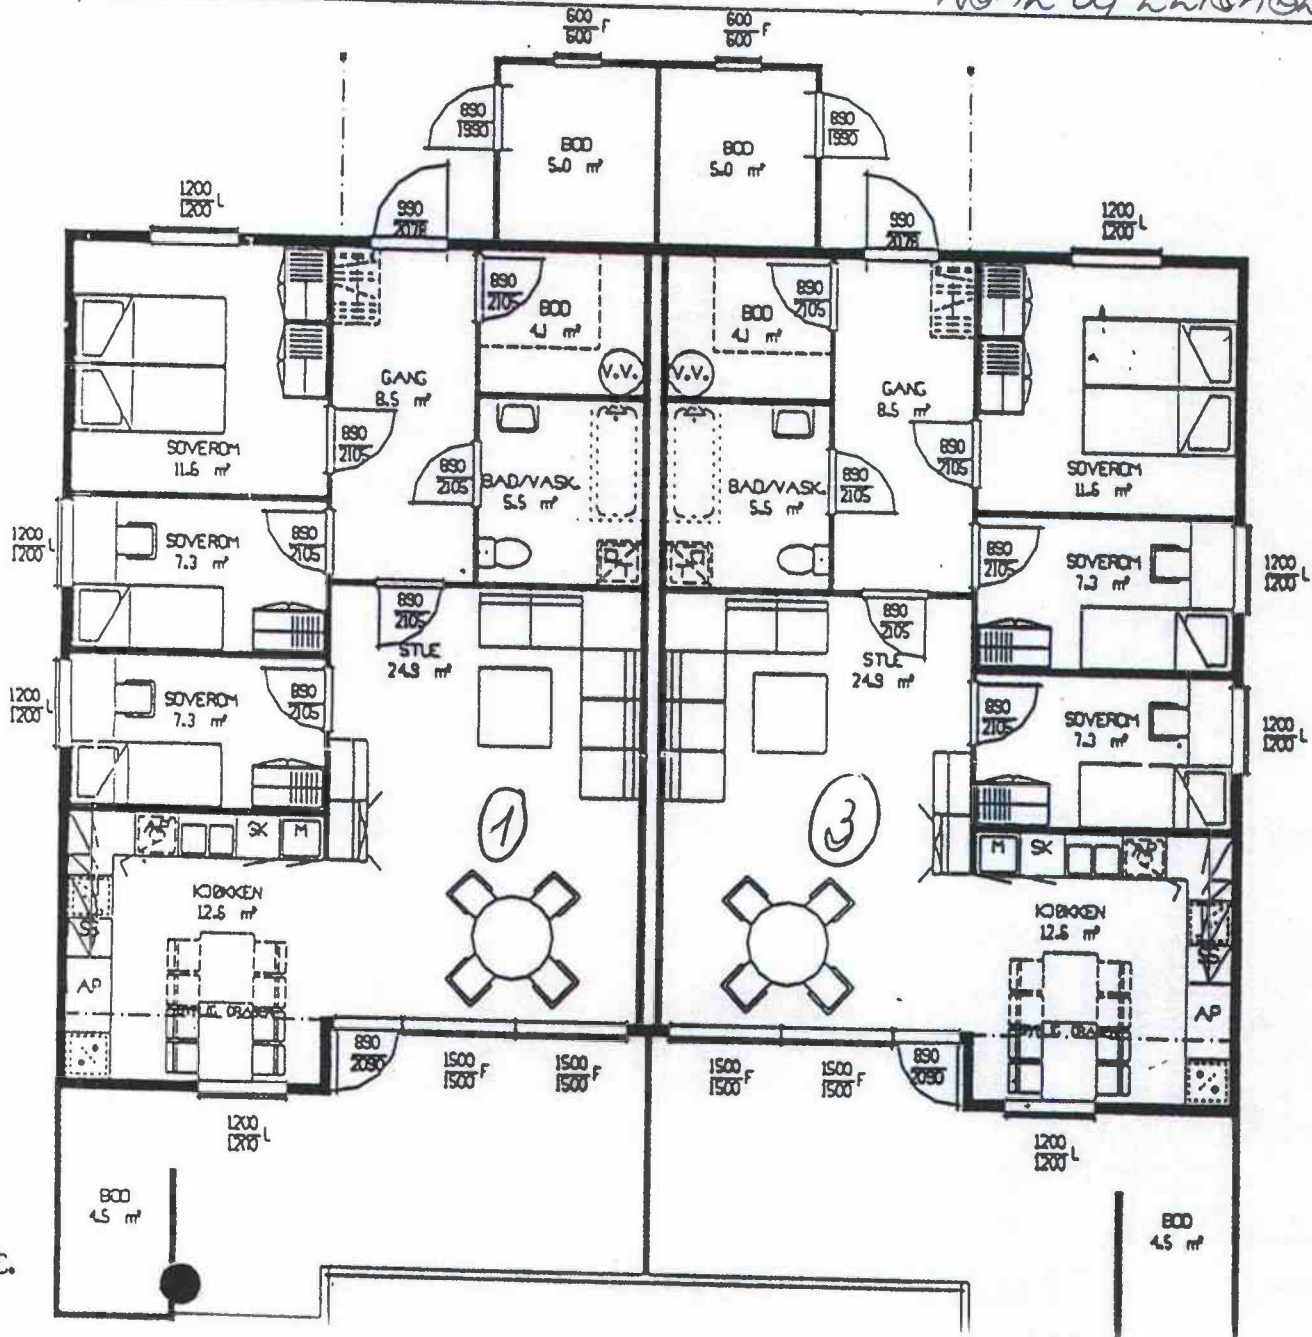 600
600 F
600
600 F
890
1990
BOD
5.0 m²
BOD
5.0 m²
890
1990
1200
1200 L
990
2078
990
2078
1200
1200 L
890
2105
BOD
4.1 m²
BOD
4.1 m²
890
2105
V.V.
V.V.
GANG
8.5 m²
GANG
8.5 m²
890
2105
890
2105
SOVEROM
11.6 m²
890
2105
BAD/VASK.
5.5 m²
BAD/VASK.
5.5 m²
890
2105
SOVEROM
11.6 m²
1200
1200 L
SOVEROM
7.3 m²
890
2105
890
2105
SOVEROM
7.3 m²
1200
1200 L
890
2105
STUE
24.9 m²
890
2105
STUE
24.9 m²
1200
1200 L
SOVEROM
7.3 m²
890
2105
890
2105
SOVEROM
7.3 m²
1200
1200 L
1
3
SK M
M SK
KJØKKEN
12.6 m²
KJØKKEN
12.6 m²
AP
AP
890
2090
1500
1500 F
1500
1500 F
1500
1500 F
1500
1500 F
890
2090
1200
1200 L
1200
1200 L
BOD
4.5 m²
BOD
4.5 m²